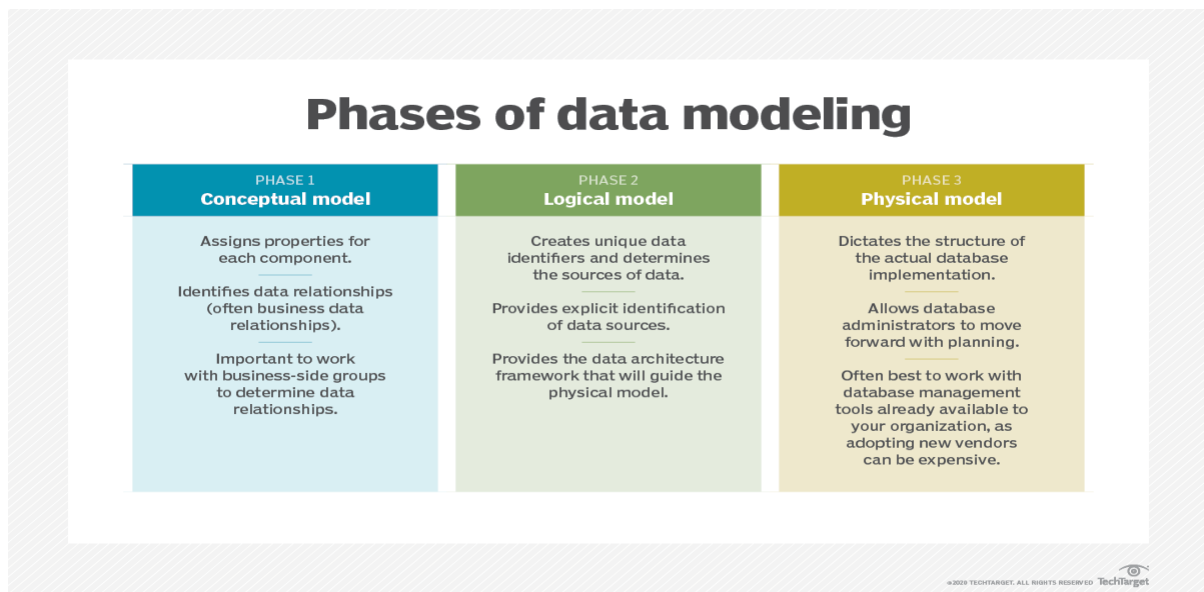 Phases of data modeling
PHASE 1
Conceptual model
Assigns properties for
each component.
Identifies data relationships
(often business data
relationships).
Important to work
with business-side groups
to determine data
relationships.
PHASE 2
Logical model
Creates unique data
identifiers and determines
the sources of data.
Provides explicit identification
of data sources.
Provides the data architecture
framework that will guide the
physical model.
PHASE 3
Physical model
Dictates the structure of
the actual database
implementation.
Allows database
administrators to move
forward with planning.
Often best to work with
database management
tools already available to
your organization, as
adopting new vendors
can be expensive.
©2020 TECHTARGET. ALL RIGHTS RESERVED TechTarget